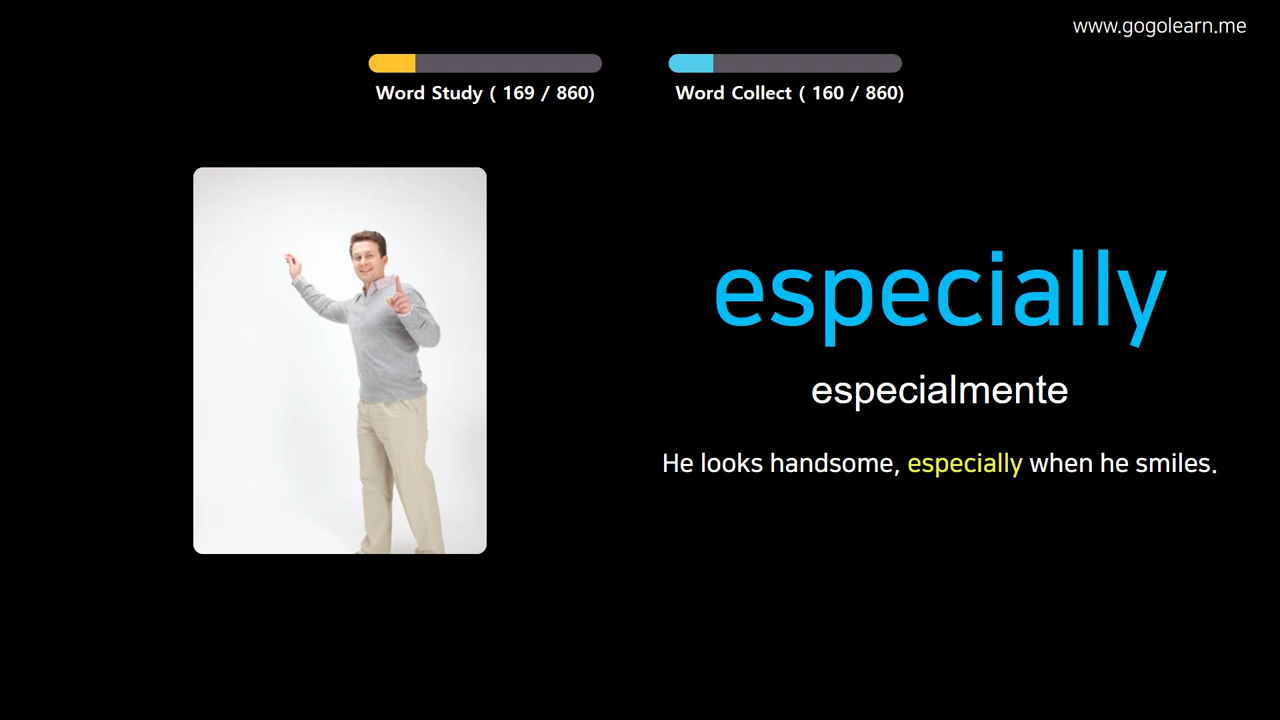 www.gogolearn.me
Word Study ( 169 / 860)
Word Collect ( 160 / 860)
especially
especialmente
He looks handsome, especially when he smiles.